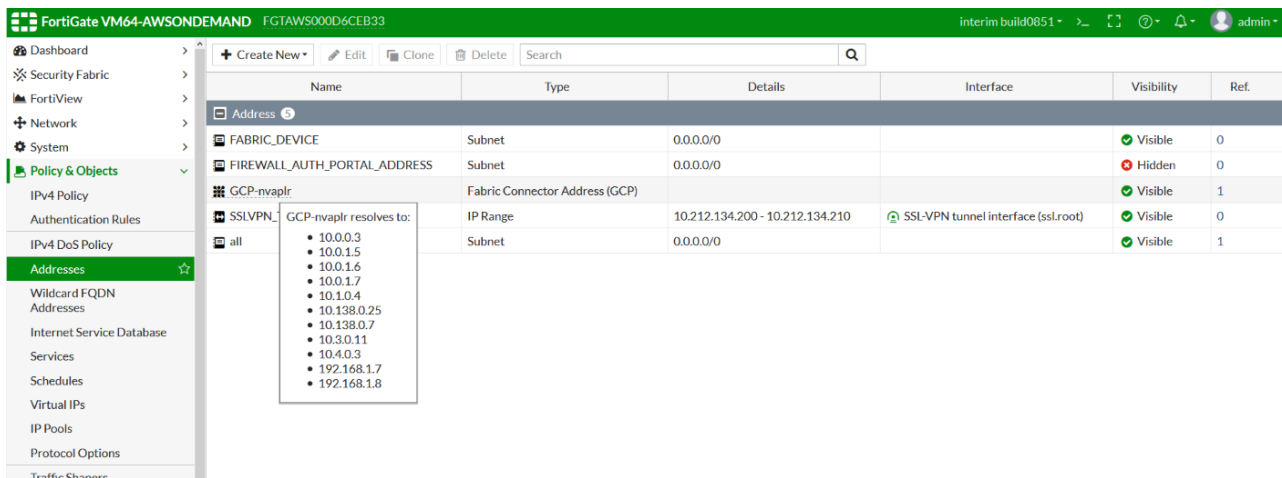 FortiGate VM64-AWSONDEMAND FGTAWS000D6CEB33 interim build0851 >_ admin
Dashboard
Security Fabric
FortiView
Network
System
Policy & Objects
IPv4 Policy
Authentication Rules
IPv4 DoS Policy
Addresses
Wildcard FQDN
Addresses
Internet Service Database
Services
Schedules
Virtual IPs
IP Pools
Protocol Options
Traffic Shapers
+ Create New Edit Clone Delete Search
Name Type Details Interface Visibility Ref.
Address 5
FABRIC_DEVICE Subnet 0.0.0.0/0 Visible 0
FIREWALL_AUTH_PORTAL_ADDRESS Subnet 0.0.0.0/0 Hidden 0
GCP-nvaplr Fabric Connector Address (GCP) Visible 1
SSLVPN_ IP Range 10.212.134.200 - 10.212.134.210 SSL-VPN tunnel interface (ssl.root) Visible 0
all Subnet 0.0.0.0/0 Visible 1
GCP-nvaplr resolves to:
• 10.0.0.3
• 10.0.1.5
• 10.0.1.6
• 10.0.1.7
• 10.1.0.4
• 10.138.0.25
• 10.138.0.7
• 10.3.0.11
• 10.4.0.3
• 192.168.1.7
• 192.168.1.8